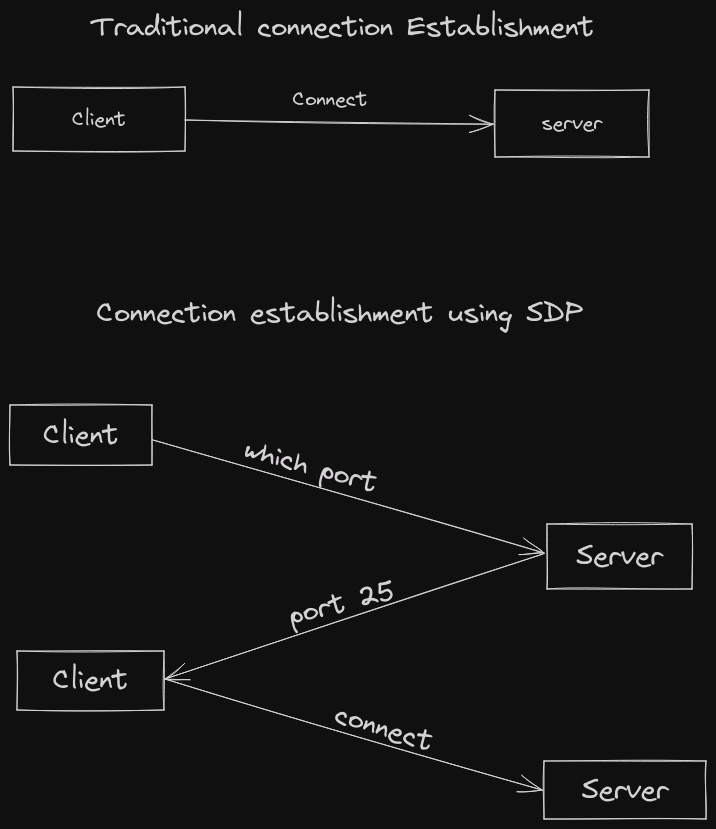 Traditional connection Establishment
Connect
Client
server
Connection establishment using SDP
Client
which port
Server
port 25
Client
connect
Server